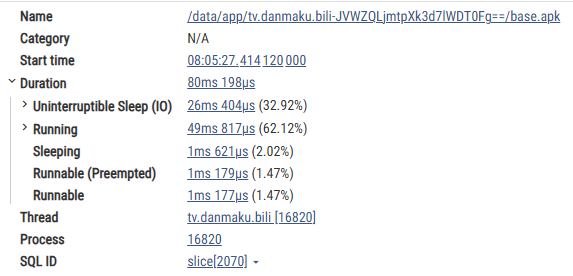 Name /data/app/tv.danmaku.bili-JVWZQLjmtpXk3d7lWDT0Fg==/base.apk
Category N/A
Start time 08:05:27.414 120 000
Duration 80ms 198µs
Uninterruptible Sleep (IO) 26ms 404µs (32.92%)
Running 49ms 817µs (62.12%)
Sleeping 1ms 621µs (2.02%)
Runnable (Preempted) 1ms 179µs (1.47%)
Runnable 1ms 177µs (1.47%)
Thread tv.danmaku.bili [16820]
Process 16820
SQL ID slice[2070]